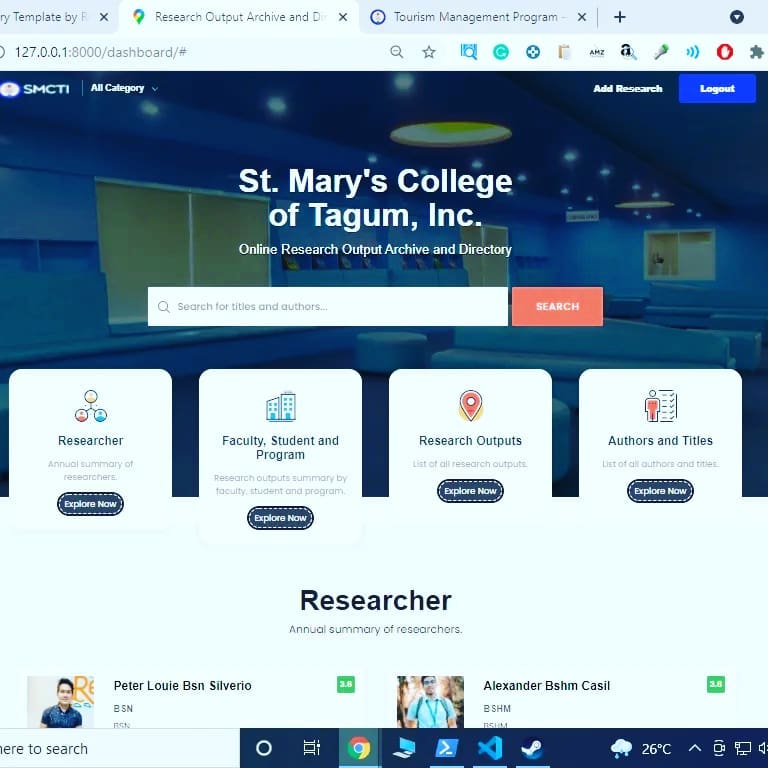 ry Template by R
Research Output Archive and Di
Tourism Management Program -
127.0.0.1:8000/dashboard/#
AMZ
SMCTI
All Category
Add Research
Logout
St. Mary's College
of Tagum, Inc.
Online Research Output Archive and Directory
Search for titles and authors...
SEARCH
Researcher
Annual summary of
researchers.
Explore Now
Faculty, Student and
Program
Research outputs summary by
faculty, student and program.
Explore Now
Research Outputs
List of all research outputs.
Explore Now
Authors and Titles
List of all authors and titles.
Explore Now
Researcher
Annual summary of researchers.
Peter Louie Bsn Silverio
3.8
BSN
BSN
Alexander Bshm Casil
3.8
BSHM
BSHM
here to search
26°C